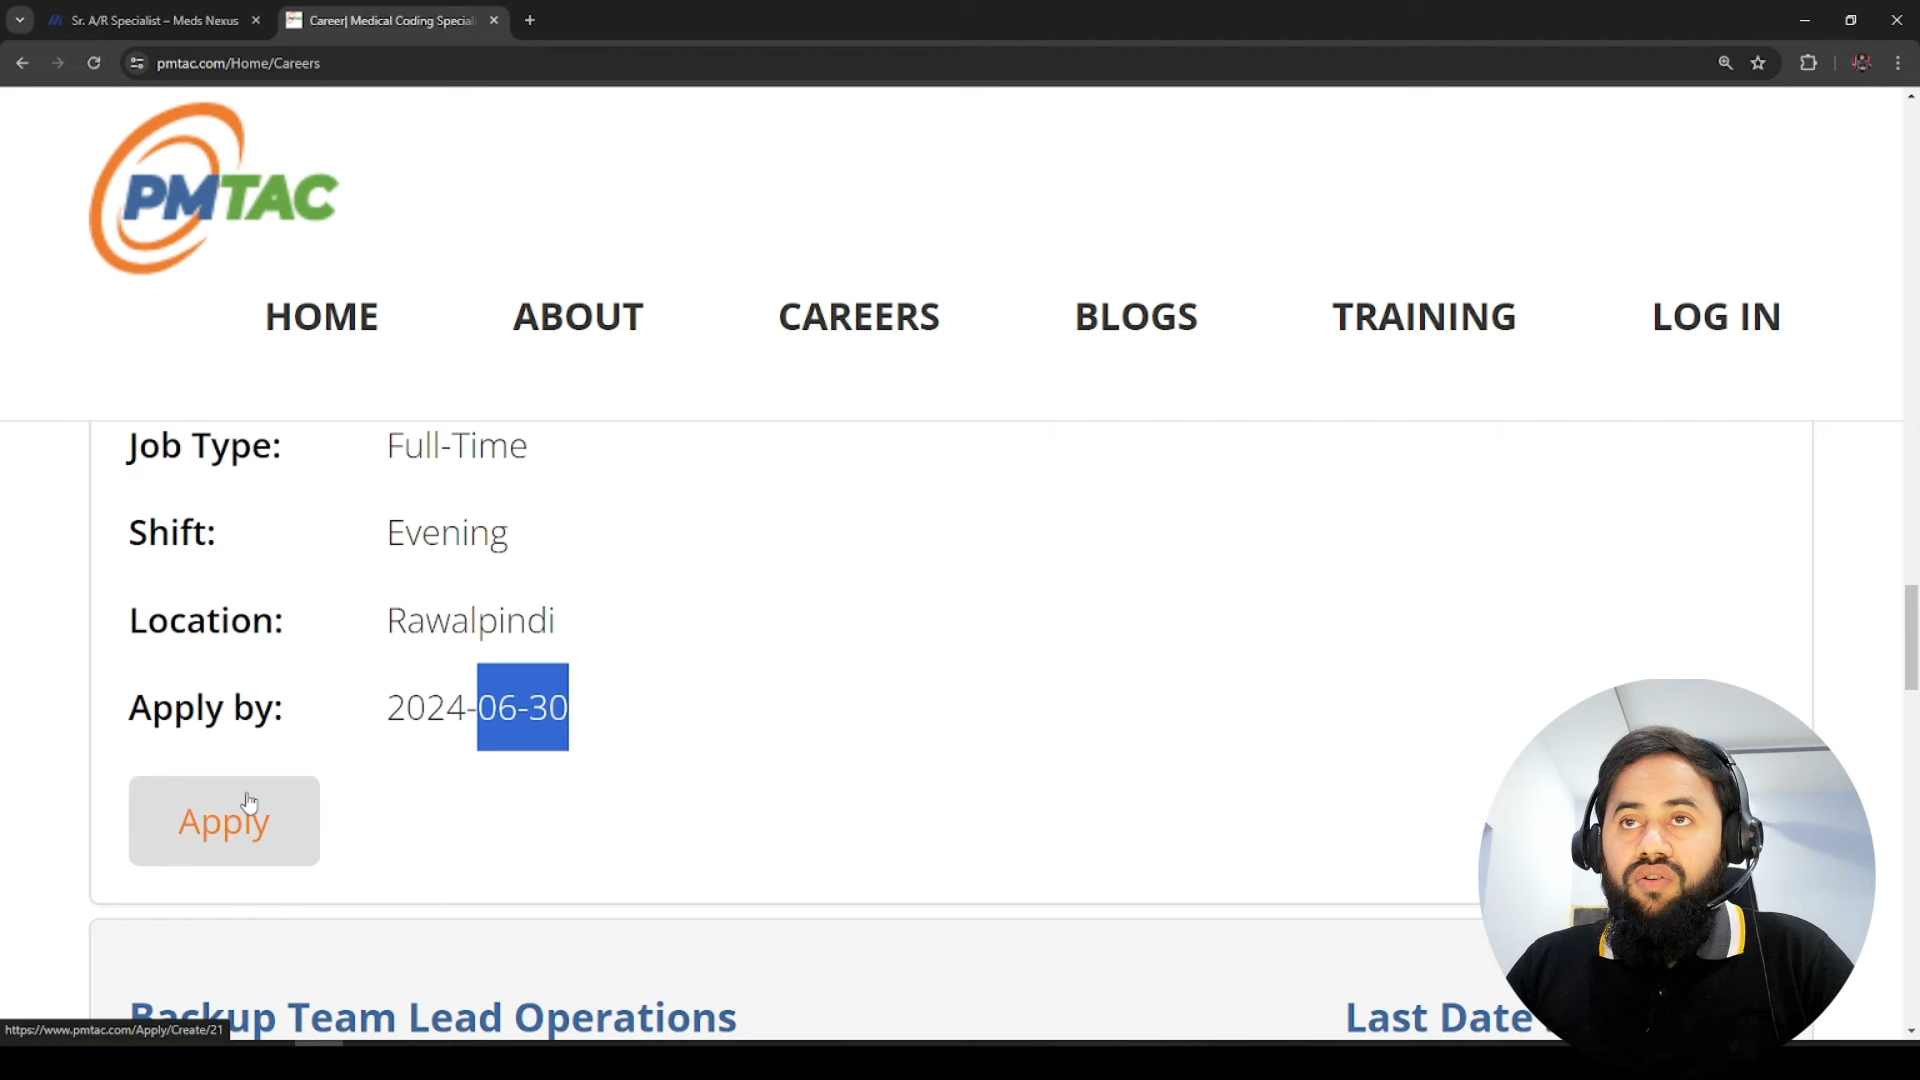 Sr. A/R Specialist – Meds Nexus
Career| Medical Coding Special
pmtac.com/Home/Careers
PMTAC
HOME ABOUT CAREERS BLOGS TRAINING LOG IN
Job Type: Full-Time
Shift: Evening
Location: Rawalpindi
Apply by: 2024-06-30
Apply
Backup Team Lead Operations Last Date
https://www.pmtac.com/Apply/Create/21